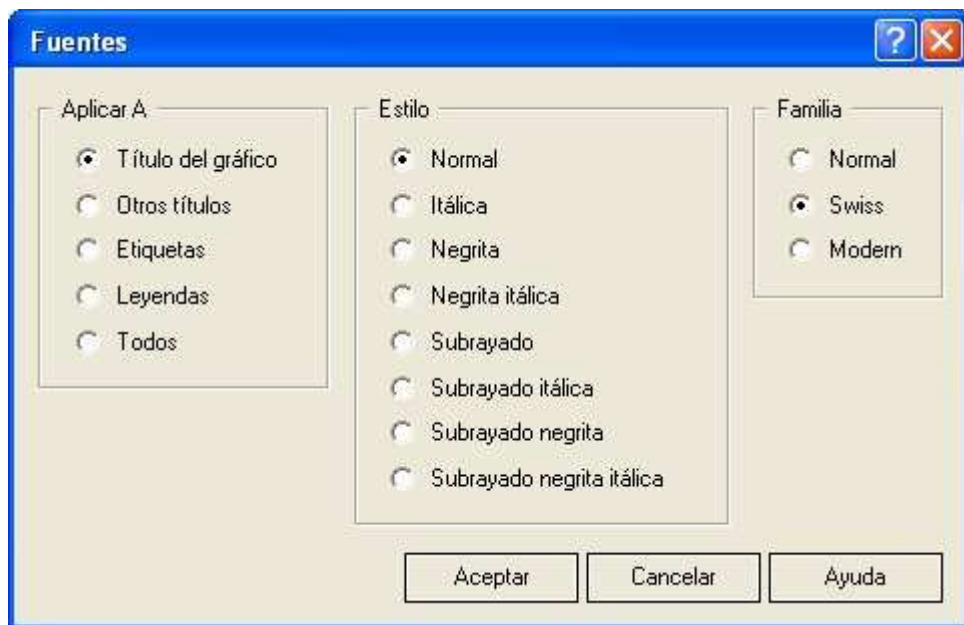 Fuentes
Aplicar A
Título del gráfico
Otros títulos
Etiquetas
Leyendas
Todos
Estilo
Normal
Itálica
Negrita
Negrita itálica
Subrayado
Subrayado itálica
Subrayado negrita
Subrayado negrita itálica
Familia
Normal
Swiss
Modern
Aceptar
Cancelar
Ayuda